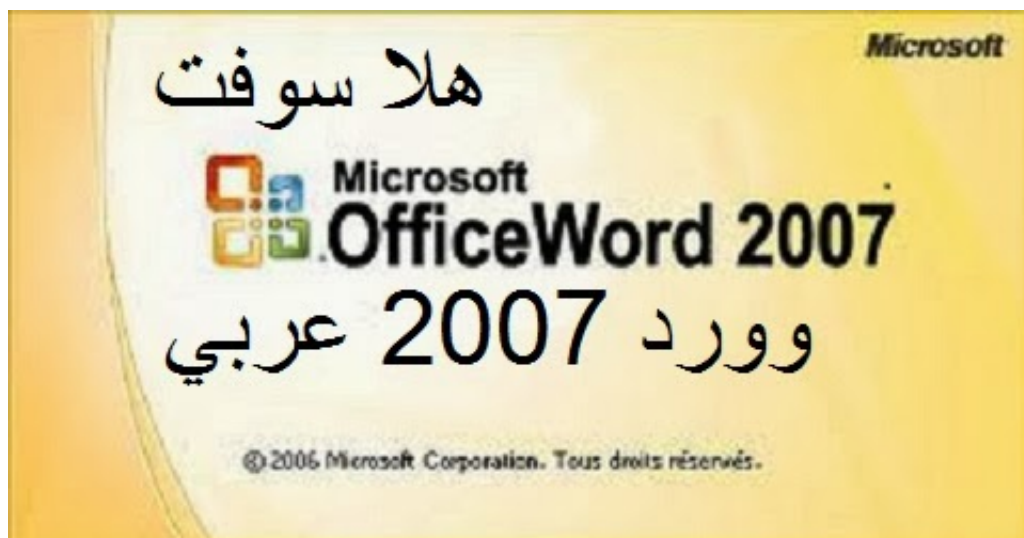 Microsoft
هلا سوفت
Microsoft
OfficeWord 2007
وورد 2007 عربي
©2006 Microsoft Corporation. Tous droits réservés.